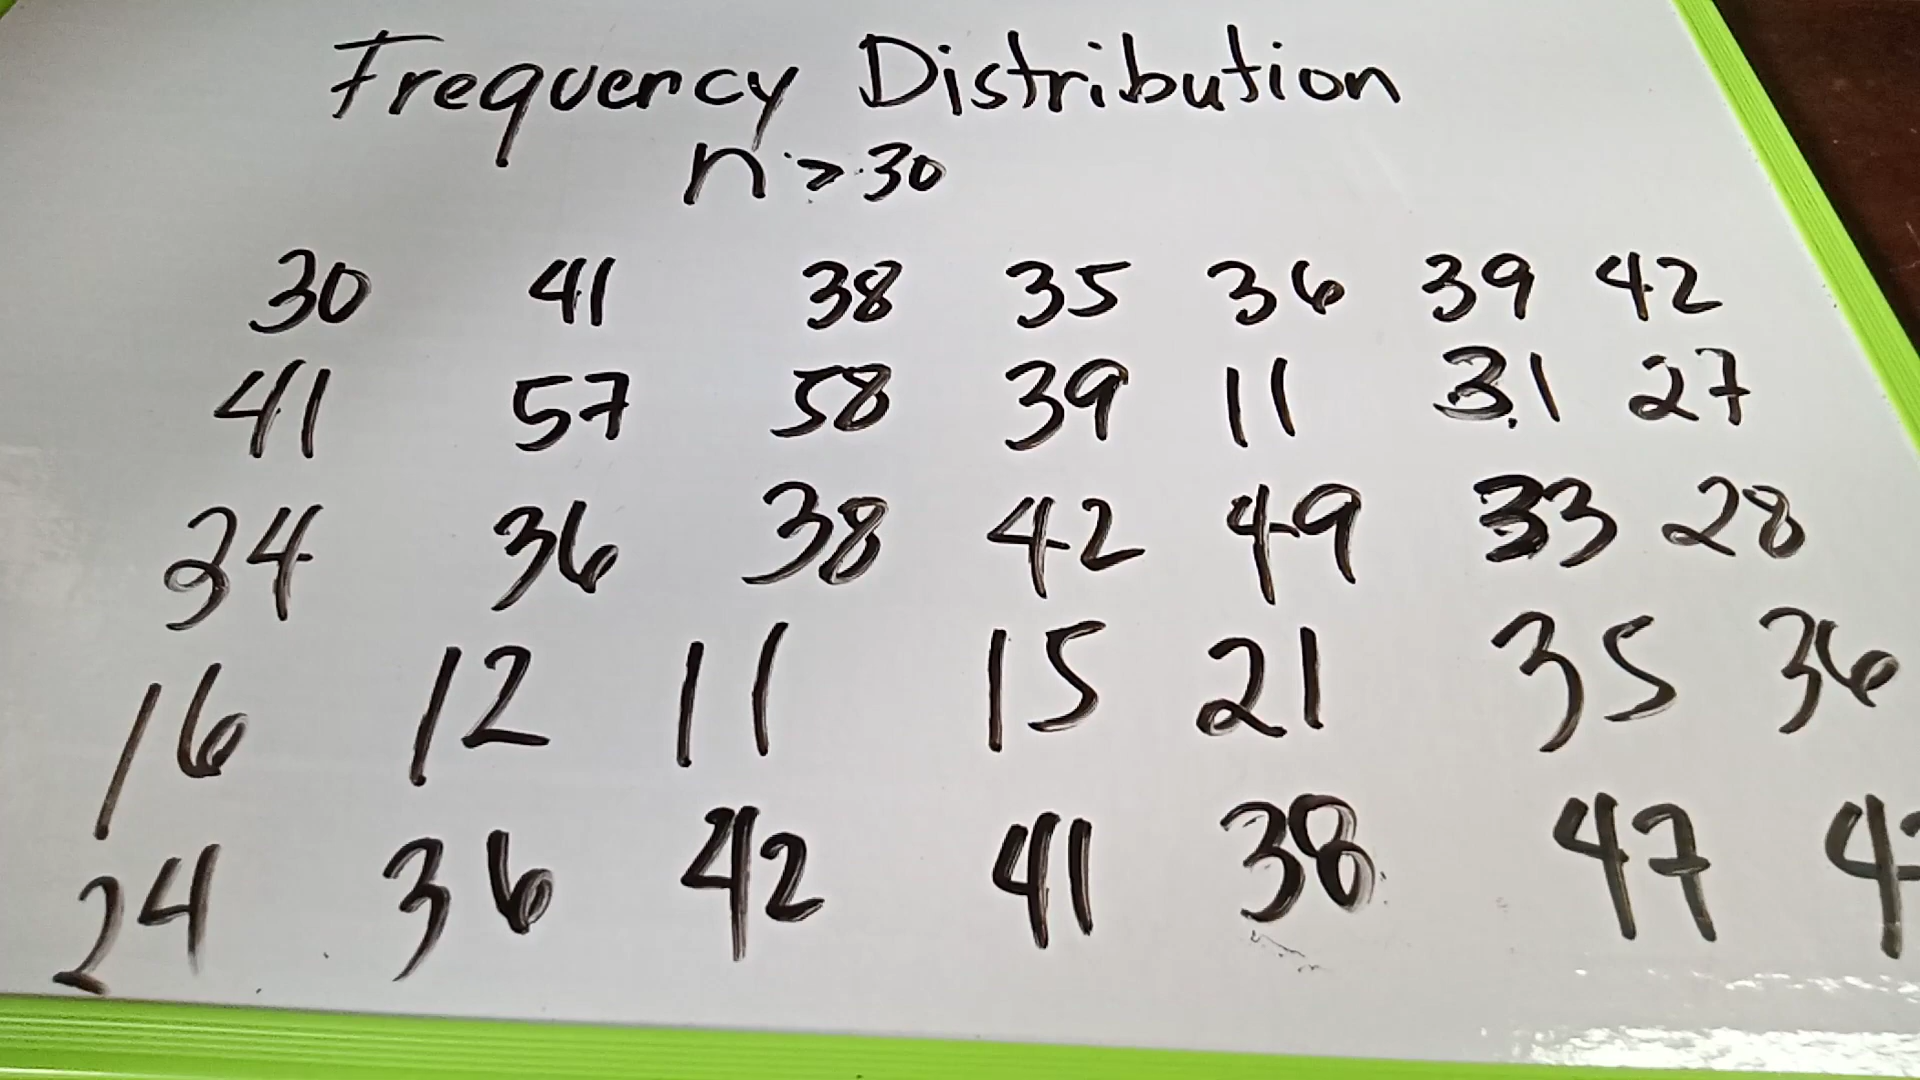 Frequency Distribution
n > 30
30 41 38 35 36 39 42
41 57 58 39 11 31 27
34 36 38 42 49 33 28
16 12 11 15 21 35 36
24 36 42 41 38 47